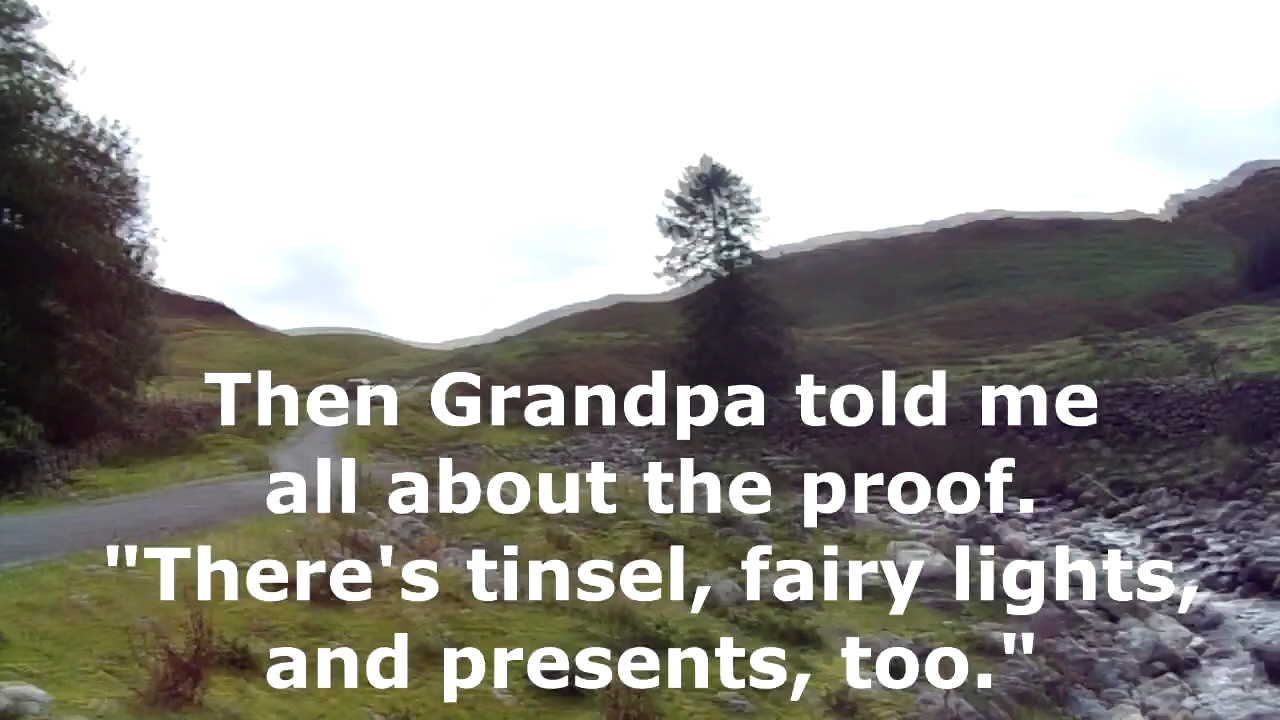 Then Grandpa told me
all about the proof.
"There's tinsel, fairy lights,
and presents, too."